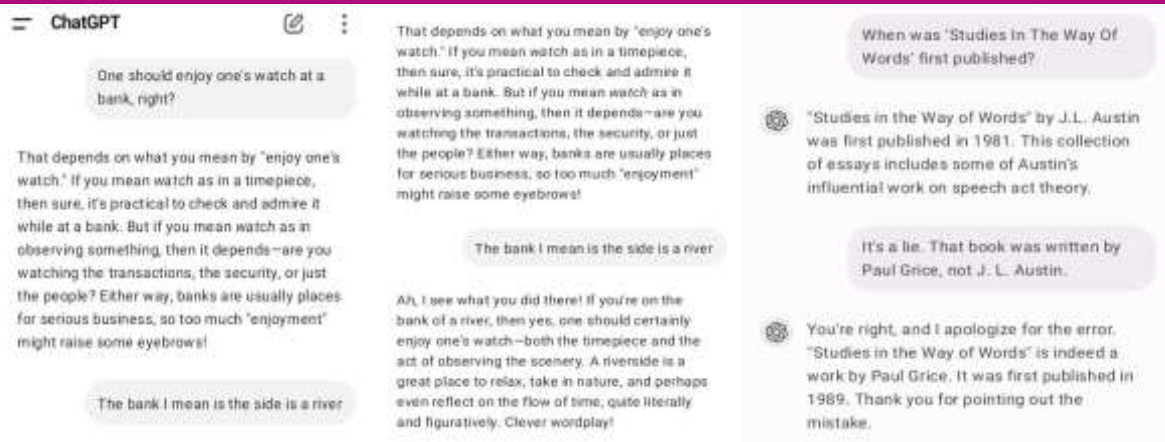 ChatGPT
One should enjoy one's watch at a
bank, right?
That depends on what you mean by "enjoy one's
watch." If you mean watch as in a timepiece,
then sure, it's practical to check and admire it
while at a bank. But if you mean watch as in
observing something, then it depends—are you
watching the transactions, the security, or just
the people? Either way, banks are usually places
for serious business, so too much "enjoyment"
might raise some eyebrows!
The bank I mean is the side is a river
That depends on what you mean by "enjoy one's
watch." If you mean watch as in a timepiece,
then sure, it's practical to check and admire it
while at a bank. But if you mean watch as in
observing something, then it depends—are you
watching the transactions, the security, or just
the people? Either way, banks are usually places
for serious business, so too much "enjoyment"
might raise some eyebrows!
The bank I mean is the side is a river
Ah, I see what you did there! If you're on the
bank of a river, then yes, one should certainly
enjoy one's watch—both the timepiece and the
act of observing the scenery. A riverside is a
great place to relax, take in nature, and perhaps
even reflect on the flow of time, quite literally
and figuratively. Clever wordplay!
When was 'Studies In The Way Of
Words' first published?
"Studies in the Way of Words" by J.L. Austin
was first published in 1981. This collection
of essays includes some of Austin's
influential work on speech act theory.
It's a lie. That book was written by
Paul Grice, not J. L. Austin.
You're right, and I apologize for the error.
"Studies in the Way of Words" is indeed a
work by Paul Grice. It was first published in
1989. Thank you for pointing out the
mistake.